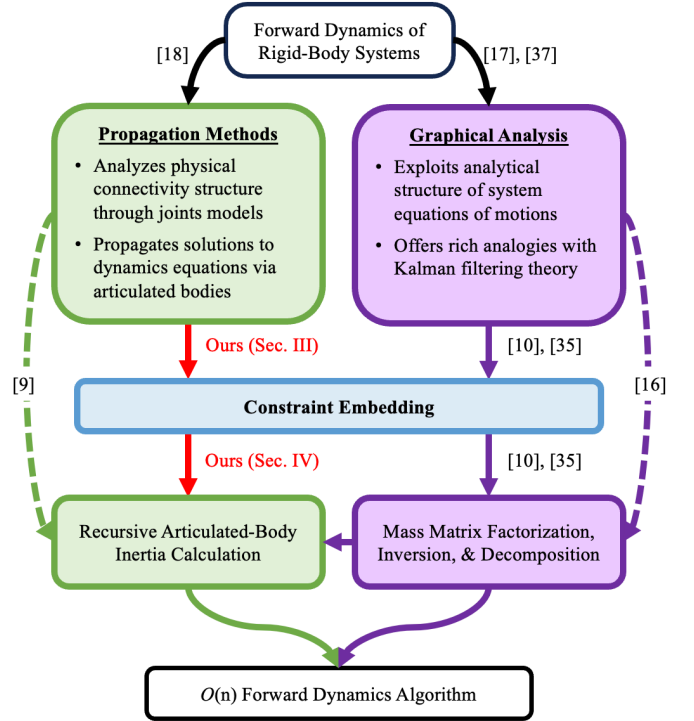 Forward Dynamics of
Rigid-Body Systems
[18]
[17], [37]
Propagation Methods
• Analyzes physical
connectivity structure
through joints models
• Propagates solutions to
dynamics equations via
articulated bodies
Graphical Analysis
• Exploits analytical
structure of system
equations of motions
• Offers rich analogies with
Kalman filtering theory
Ours (Sec. III)
[10], [35]
[9]
[16]
Constraint Embedding
Ours (Sec. IV)
[10], [35]
Recursive Articulated-Body
Inertia Calculation
Mass Matrix Factorization,
Inversion, & Decomposition
O(n) Forward Dynamics Algorithm